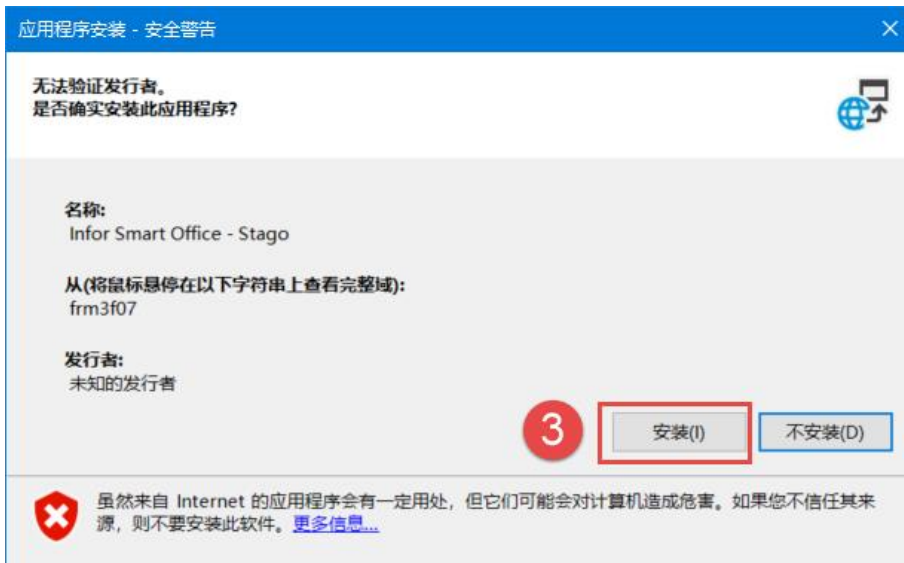 应用程序安装 - 安全警告
无法验证发行者。
是否确实安装此应用程序?
名称:
Infor Smart Office - Stago
从(将鼠标悬停在以下字符串上查看完整域):
frm3f07
发行者:
未知的发行者
3 安装(I) 不安装(D)
虽然来自 Internet 的应用程序会有一定用处，但它们可能会对计算机造成危害。如果您不信任其来
源，则不要安装此软件。更多信息...